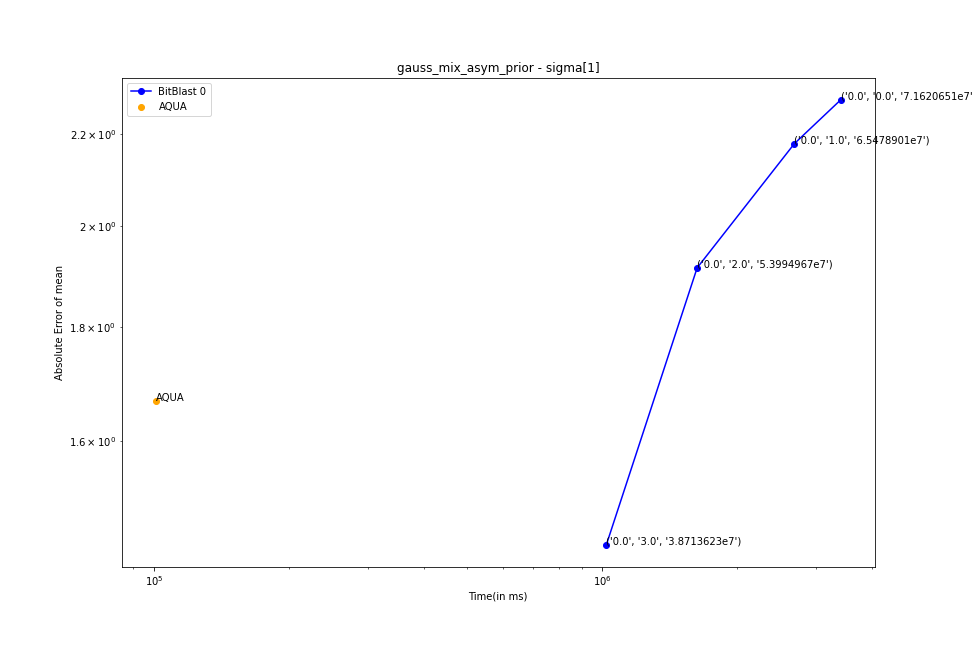 gauss_mix_asym_prior - sigma[1]
BitBlast 0
AQUA
('0.0', '0.0', '7.1620651e7'
2.2 × 10⁰
('0.0', '1.0', '6.5478901e7')
2 × 10⁰
('0.0', '2.0', '5.3994967e7')
Absolute Error of mean
1.8 × 10⁰
AQUA
1.6 × 10⁰
('0.0', '3.0', '3.8713623e7')
10⁵
10⁶
Time(in ms)